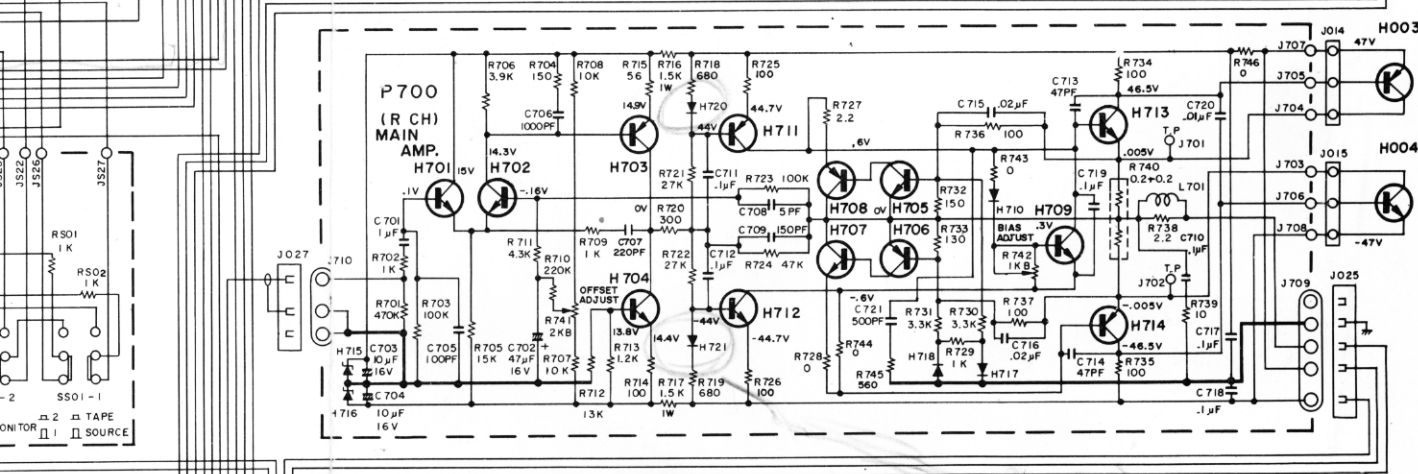 H003
J014
47V
J707
J705
J704
R746
0
R706
3.9K
R704
150
R708
10K
R715
56
R716
1.5K
1W
R718
680
R725
100
C713
47PF
R734
100
46.5V
C720
.01µF
P700
(R CH)
MAIN
AMP.
C706
1000PF
14.9V
H720
44.7V
44V
H711
R727
2.2
C715
.02µF
R736
100
H713
T.P
J701
.005V
H004
J015
J703
J706
J708
-47V
H701
15V
14.3V
H702
H703
.6V
R743
0
R740
0.2+0.2
L701
.1V
-.16V
R721
27K
C711
.1µF
R723
100K
C708
5PF
H708
0V
H705
R732
150
H710
C719
.1µF
H709
.3V
R738
2.2
C710
.1µF
C701
1µF
0V
R720
300
R709
1K
C707
220PF
C709
150PF
R724
47K
H707
H706
R733
130
BIAS
ADJUST
R742
1KB
R711
4.3K
R710
220K
R722
27K
C712
.1µF
T.P
J702
J027
J710
R702
1K
R701
470K
R703
100K
OFFSET
ADJUST
H704
R741
2KB
13.8V
14.4V
-44V
H712
-44.7V
-.6V
C721
500PF
R731
3.3K
R730
3.3K
R737
100
-.005V
H714
-46.5V
R739
10
C717
.1µF
J709
J025
H715
C703
10µF
16V
C705
100PF
R705
15K
C702
47µF
16V
+
R707
10K
R713
1.2K
H721
R728
0
R744
0
R745
560
H718
R729
1K
H717
C716
.02µF
C714
47PF
R735
100
C718
.1µF
H716
C704
10µF
16V
R712
13K
R714
100
R717
1.5K
1W
R719
680
R726
100
JS22
JS26
JS27
RS01
1K
RS02
1K
-2
SS01-1
2
TAPE
ONITOR
1
SOURCE